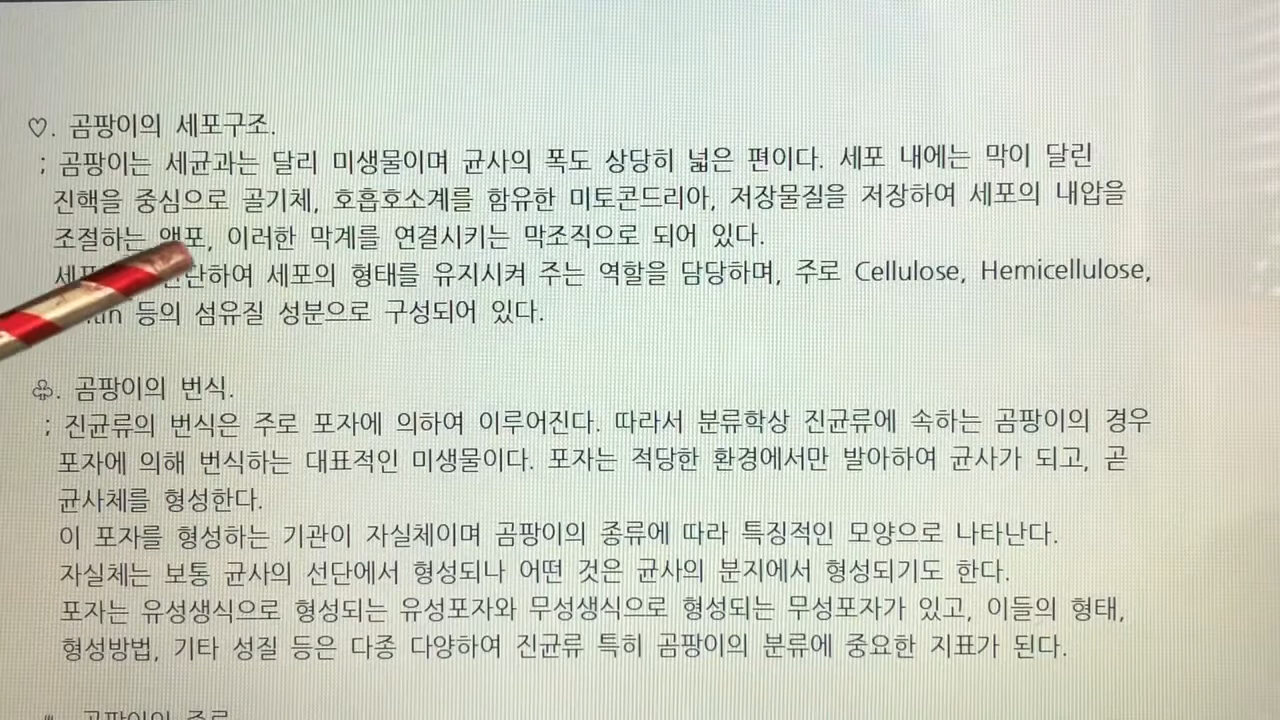 ♡. 곰팡이의 세포구조.
; 곰팡이는 세균과는 달리 미생물이며 균사의 폭도 상당히 넓은 편이다. 세포 내에는 막이 달린
진핵을 중심으로 골기체, 호흡호소계를 함유한 미토콘드리아, 저장물질을 저장하여 세포의 내압을
조절하는 액포, 이러한 막계를 연결시키는 막조직으로 되어 있다.
하여 세포의 형태를 유지시켜 주는 역할을 담당하며, 주로 Cellulose, Hemicellulose,
등의 섬유질 성분으로 구성되어 있다.
♧. 곰팡이의 번식.
; 진균류의 번식은 주로 포자에 의하여 이루어진다. 따라서 분류학상 진균류에 속하는 곰팡이의 경우
포자에 의해 번식하는 대표적인 미생물이다. 포자는 적당한 환경에서만 발아하여 균사가 되고, 곧
균사체를 형성한다.
이 포자를 형성하는 기관이 자실체이며 곰팡이의 종류에 따라 특징적인 모양으로 나타난다.
자실체는 보통 균사의 선단에서 형성되나 어떤 것은 균사의 분지에서 형성되기도 한다.
포자는 유성생식으로 형성되는 유성포자와 무성생식으로 형성되는 무성포자가 있고, 이들의 형태,
형성방법, 기타 성질 등은 다종 다양하여 진균류 특히 곰팡이의 분류에 중요한 지표가 된다.